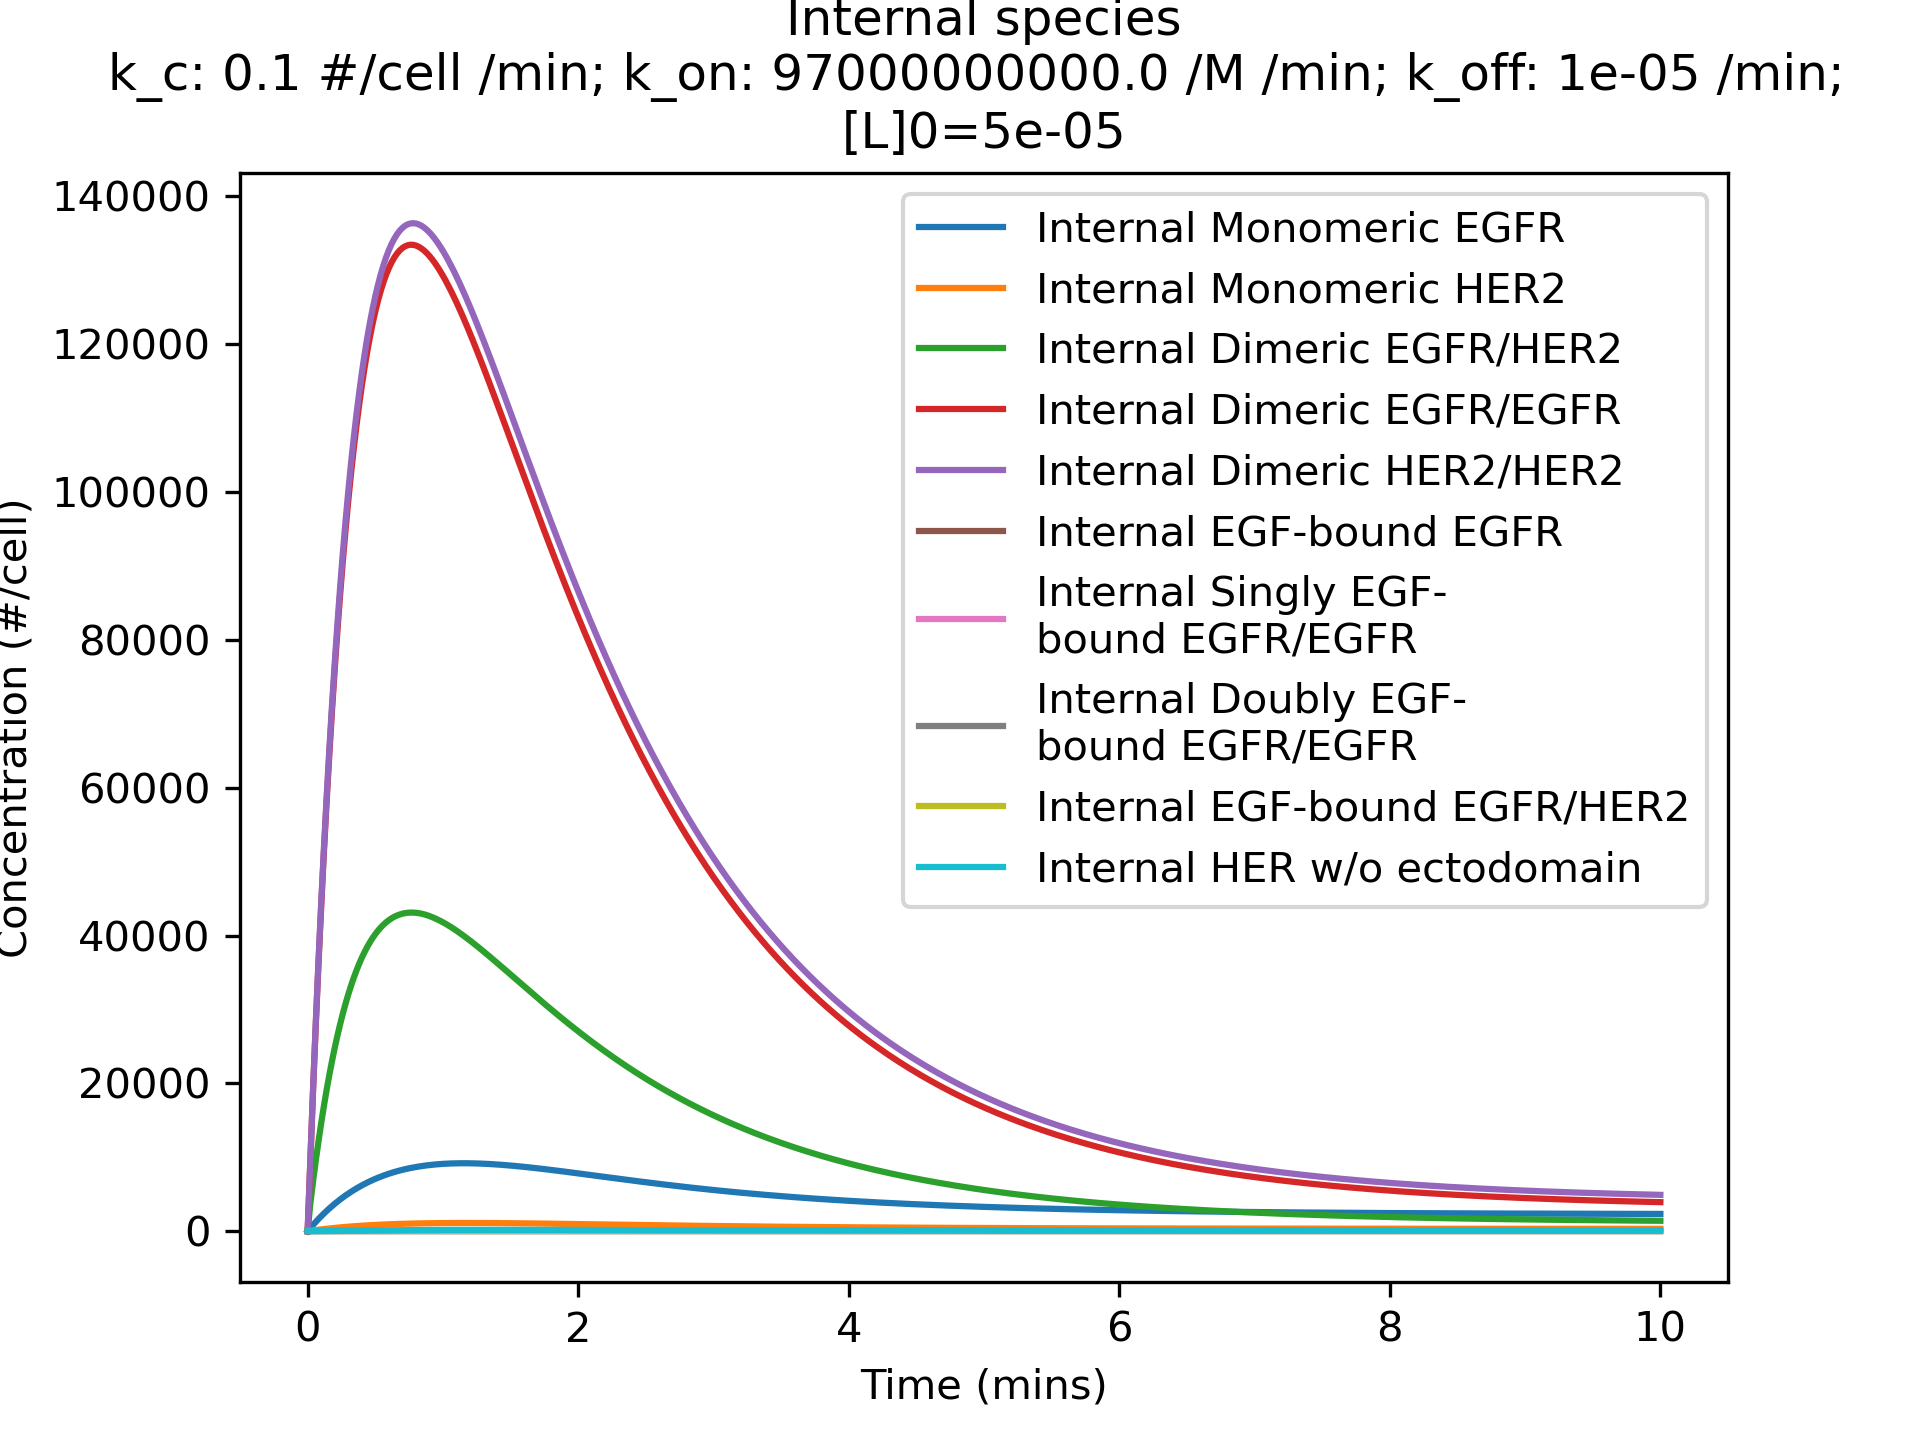 Internal species
k_c: 0.1 #/cell /min; k_on: 97000000000.0 /M /min; k_off: 1e-05 /min;
[L]0=5e-05
140000
120000
100000
80000
60000
40000
20000
0
Concentration (#/cell)
Internal Monomeric EGFR
Internal Monomeric HER2
Internal Dimeric EGFR/HER2
Internal Dimeric EGFR/EGFR
Internal Dimeric HER2/HER2
Internal EGF-bound EGFR
Internal Singly EGF-
bound EGFR/EGFR
Internal Doubly EGF-
bound EGFR/EGFR
Internal EGF-bound EGFR/HER2
Internal HER w/o ectodomain
0 2 4 6 8 10
Time (mins)